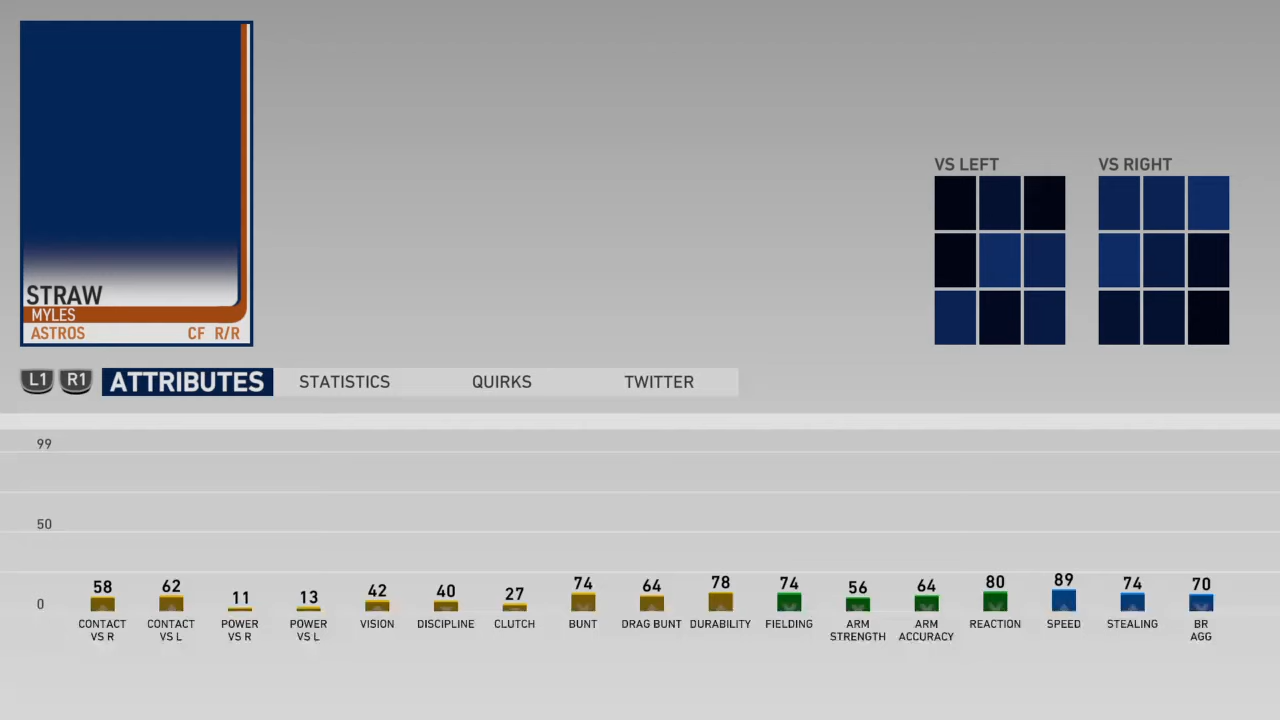 STRAW
MYLES
ASTROS CF R/R
VS LEFT VS RIGHT
L1 R1 ATTRIBUTES STATISTICS QUIRKS TWITTER
99
50
0
58 62 11 13 42 40 27 74 64 78 74 56 64 80 89 74 70
CONTACT VS R
CONTACT VS L
POWER VS R
POWER VS L
VISION
DISCIPLINE
CLUTCH
BUNT
DRAG BUNT
DURABILITY
FIELDING
ARM STRENGTH
ARM ACCURACY
REACTION
SPEED
STEALING
BR AGG